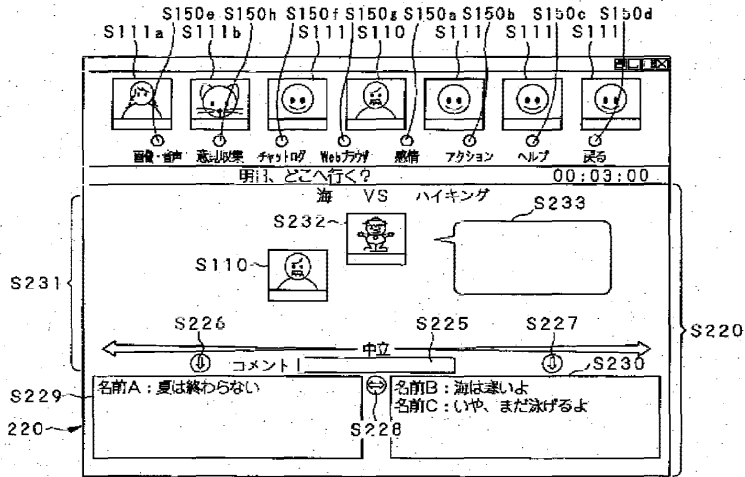 S150e S150h S150f S150g S150a S150b S150c S150d
S111a S111b S111 S110 S111 S111 S111
画像・音声 意見収集 チャットログ Webブラウザ 感情 アクション ヘルプ 戻る
明日、どこへ行く? 00:03:00
海 VS ハイキング
S233
S232
S110
S231
S220
S226 S225 S227
中立
コメント
S230
S229
名前A:夏は終わらない
名前B:海は遠いよ
名前C:いや、まだ泳げるよ
220
S228